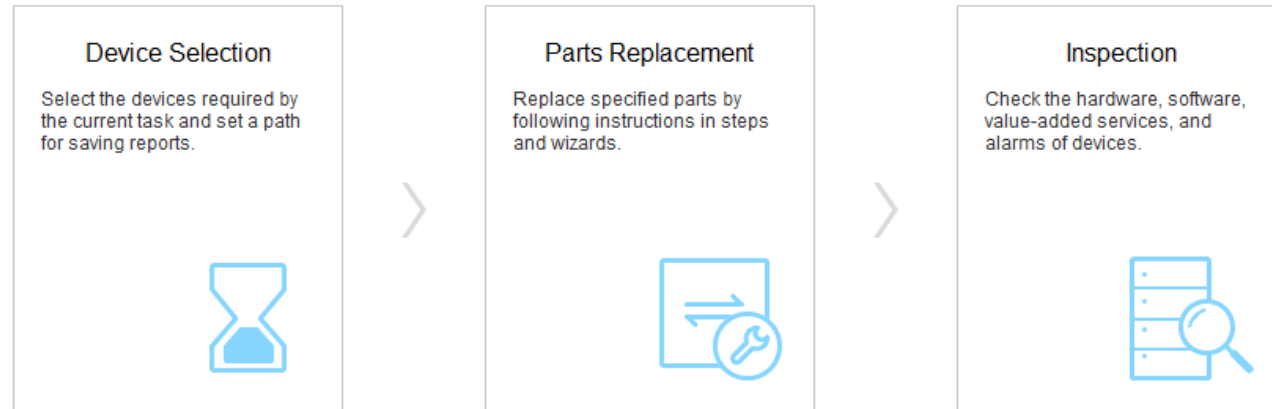 Device Selection
Select the devices required by
the current task and set a path
for saving reports.
Parts Replacement
Replace specified parts by
following instructions in steps
and wizards.
Inspection
Check the hardware, software,
value-added services, and
alarms of devices.